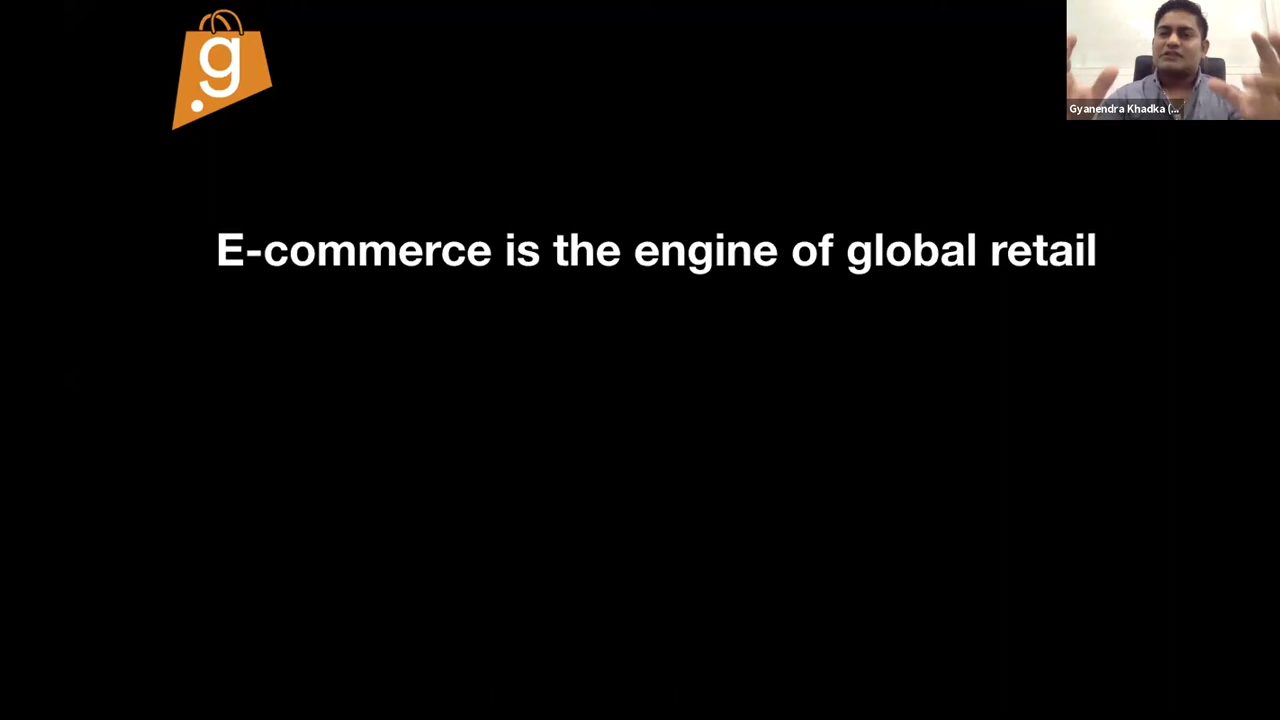 .g
Gyanendra Khadka (...
E-commerce is the engine of global retail